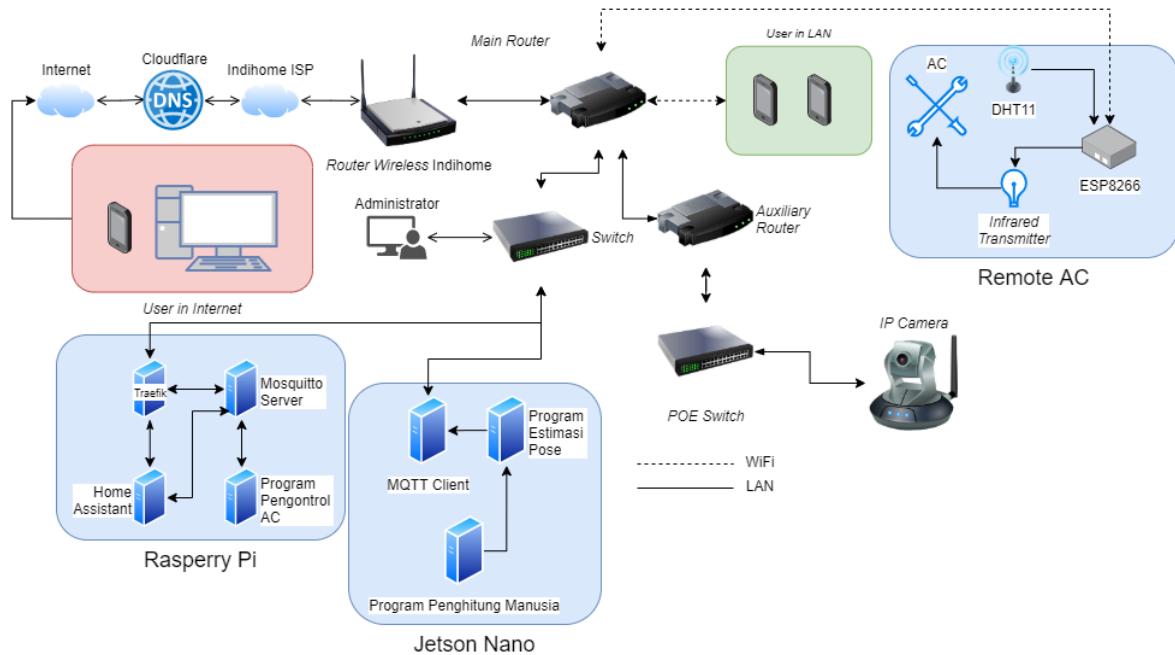 Main Router
User in LAN
Internet
Cloudflare
Indihome ISP
DNS
AC
DHT11
ESP8266
Infrared
Transmitter
Remote AC
Router Wireless Indihome
Administrator
Switch
Auxiliary
Router
User in Internet
IP Camera
POE Switch
WiFi
LAN
Traefik
Mosquitto
Server
Home
Assistant
Program
Pengontrol
AC
Rasperry Pi
MQTT Client
Program
Estimasi
Pose
Program Penghitung Manusia
Jetson Nano